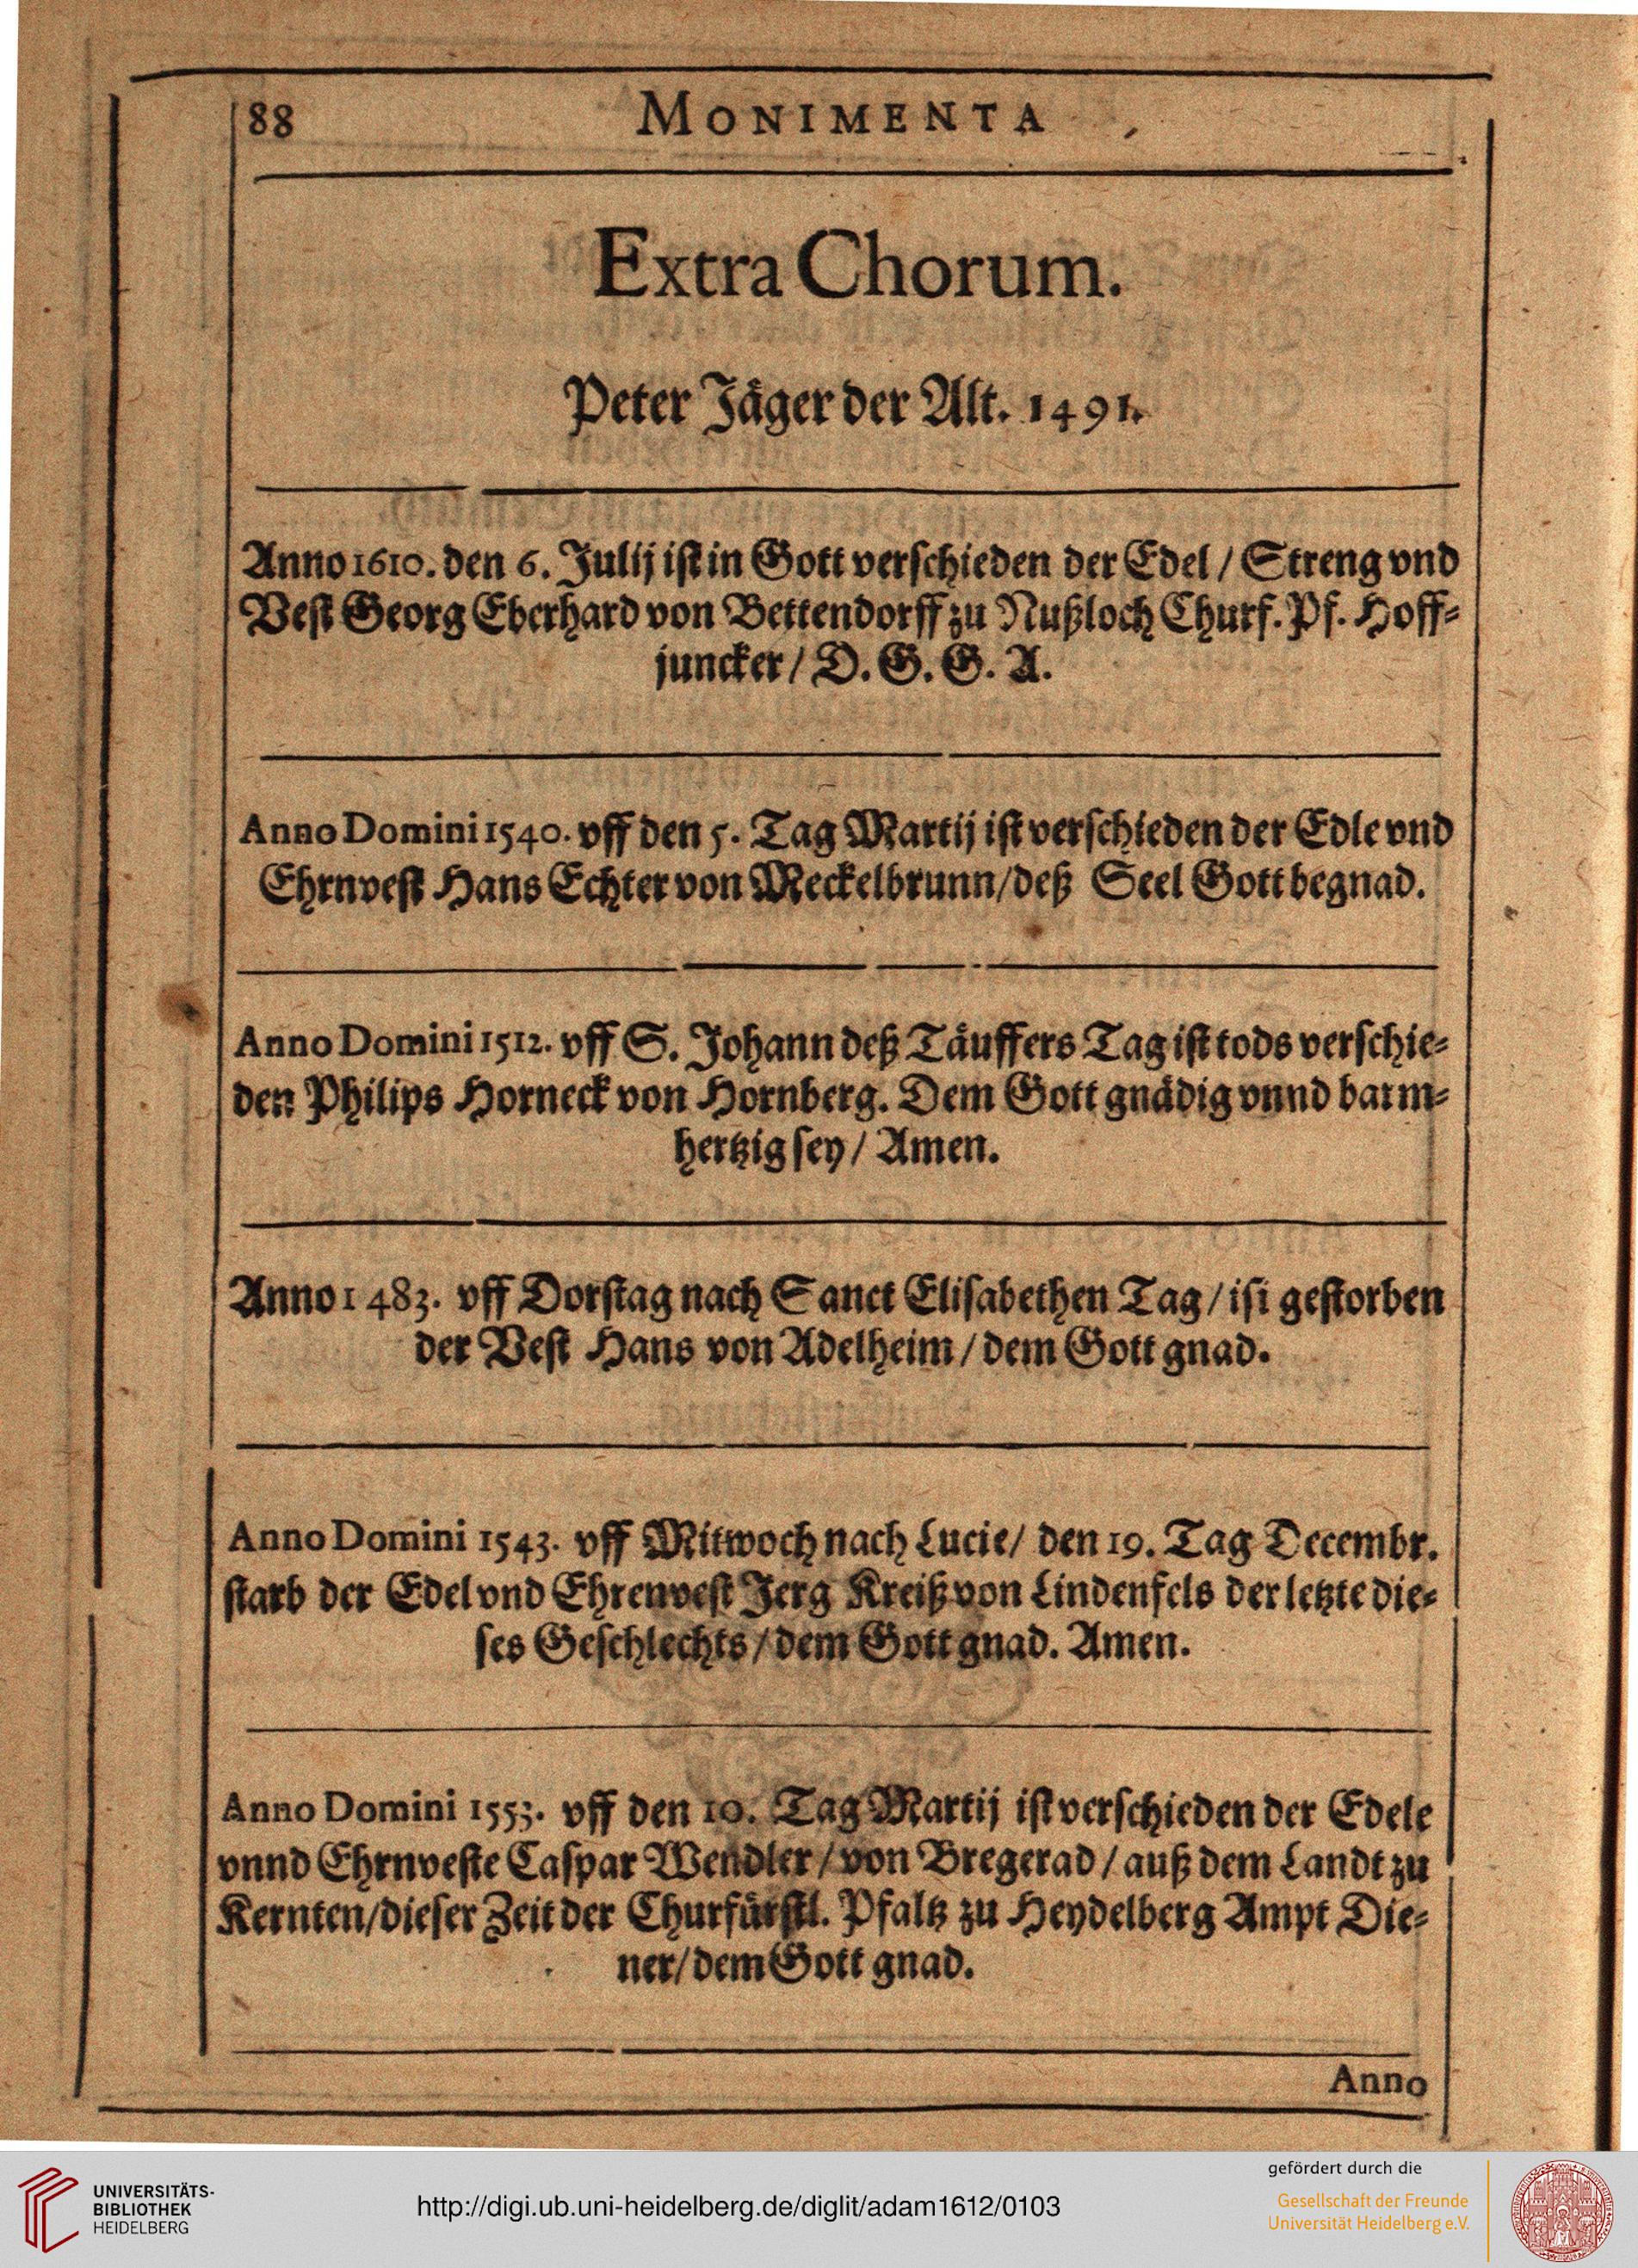 88 MONIMENTA
Extra Chorum.
Peter Jäger der Alt. 1491.
Anno 1610. den 6. Julij ist in Gott verschieden der Edel / Streng vnd
Vest Georg Eberhard von Bettendorff zu Nußloch Churf. Pf. Hoff-
juncker / D. G. G. A.
Anno Domini 1540. vff den 5. Tag Martij ist verschieden der Edle vnd
Ehrnvest Hans Echter von Meckelbrunn / deß Seel Gott begnad.
Anno Domini 1512. vff S. Johann deß Täuffers Tag ist tods verschie-
den Philips Horneck von Hornberg. Dem Gott gnädig vnnd barm-
hertzig sey / Amen.
Anno 1483. vff Dorstag nach Sanct Elisabethen Tag / ist gestorben
der Vest Hans von Adelheim / dem Gott gnad.
Anno Domini 1543. vff Mitwoch nach Lucie / den 19. Tag Decembr.
starb der Edel vnd Ehrenvest Jerg Kreiß von Lindenfels der letzte die-
ses Geschlechts / dem Gott gnad. Amen.
Anno Domini 1553. vff den 10. Tag Martij ist verschieden der Edele
vnnd Ehrnveste Caspar Wendler / von Bregerad / auß dem Landt zu
Kernten / dieser Zeit der Churfürstl. Pfaltz zu Heydelberg Ampt Die-
ner / dem Gott gnad.
Anno
UNIVERSITÄTS-
BIBLIOTHEK
HEIDELBERG
http://digi.ub.uni-heidelberg.de/diglit/adam1612/0103
gefördert durch die
Gesellschaft der Freunde
Universität Heidelberg e.V.